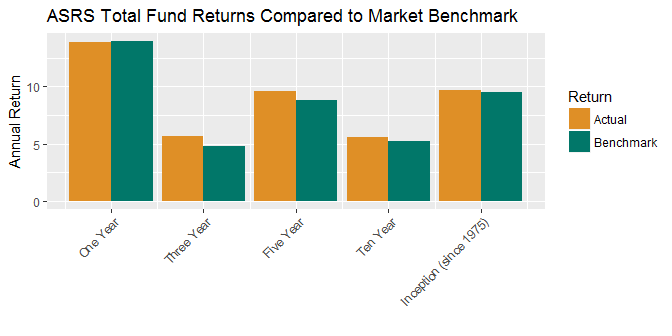 ASRS Total Fund Returns Compared to Market Benchmark
Annual Return
10
5
0
One Year
Three Year
Five Year
Ten Year
Inception (since 1975)
Return
Actual
Benchmark